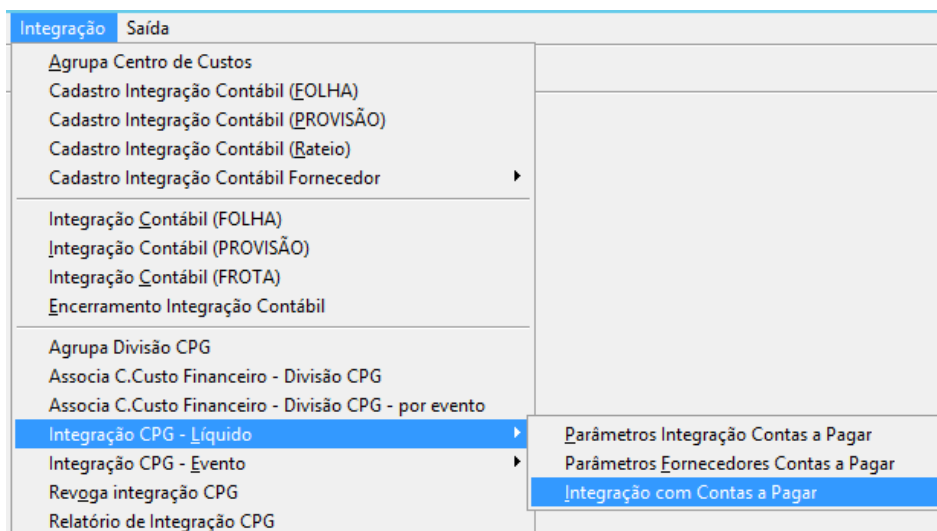 Integração Saída
Agrupa Centro de Custos
Cadastro Integração Contábil (FOLHA)
Cadastro Integração Contábil (PROVISÃO)
Cadastro Integração Contábil (Rateio)
Cadastro Integração Contábil Fornecedor
Integração Contábil (FOLHA)
Integração Contábil (PROVISÃO)
Integração Contábil (FROTA)
Encerramento Integração Contábil
Agrupa Divisão CPG
Associa C.Custo Financeiro - Divisão CPG
Associa C.Custo Financeiro - Divisão CPG - por evento
Integração CPG - Líquido
Integração CPG - Evento
Revoga integração CPG
Relatório de Integração CPG
Parâmetros Integração Contas a Pagar
Parâmetros Fornecedores Contas a Pagar
Integração com Contas a Pagar